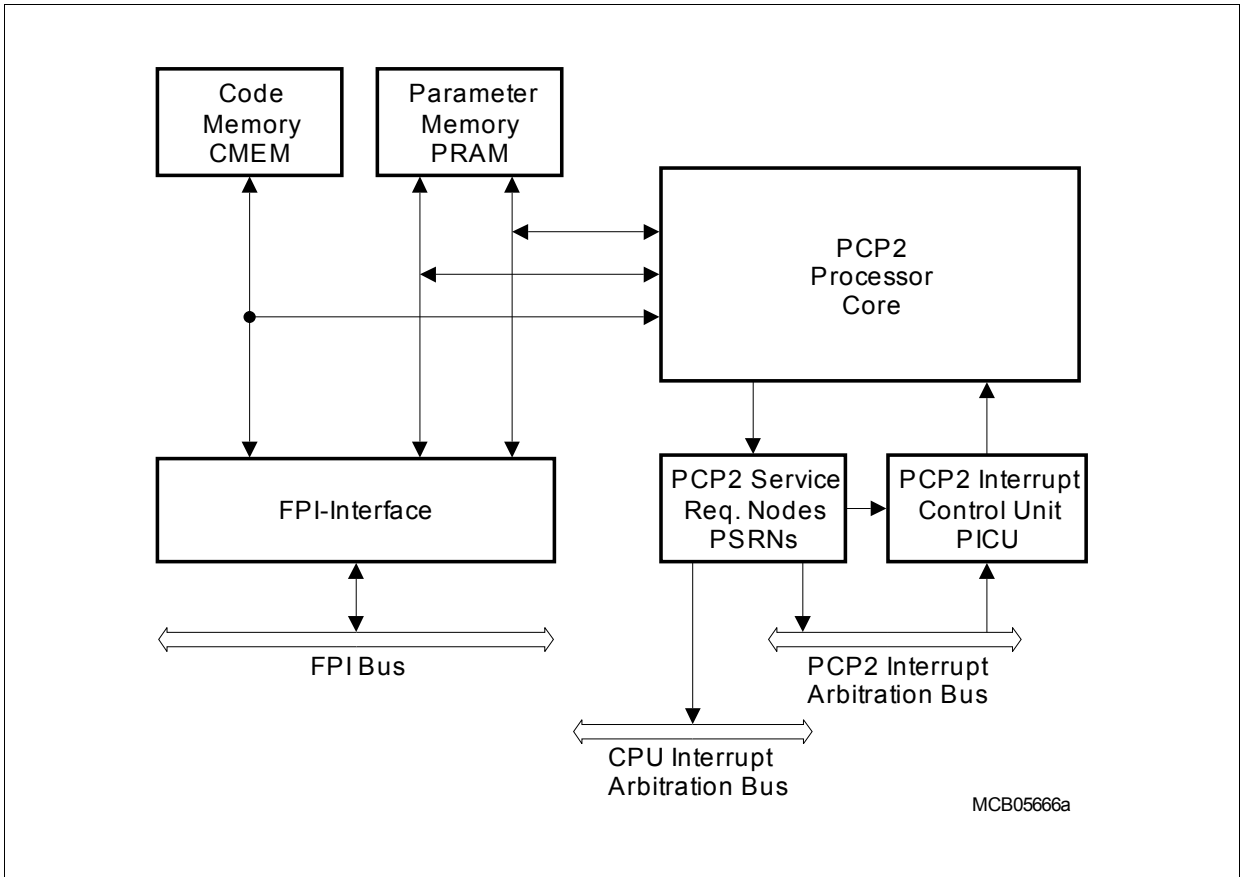 Code
Memory
CMEM
Parameter
Memory
PRAM
PCP2
Processor
Core
FPI-Interface
PCP2 Service
Req. Nodes
PSRNs
PCP2 Interrupt
Control Unit
PICU
FPI Bus
PCP2 Interrupt
Arbitration Bus
CPU Interrupt
Arbitration Bus
MCB05666a